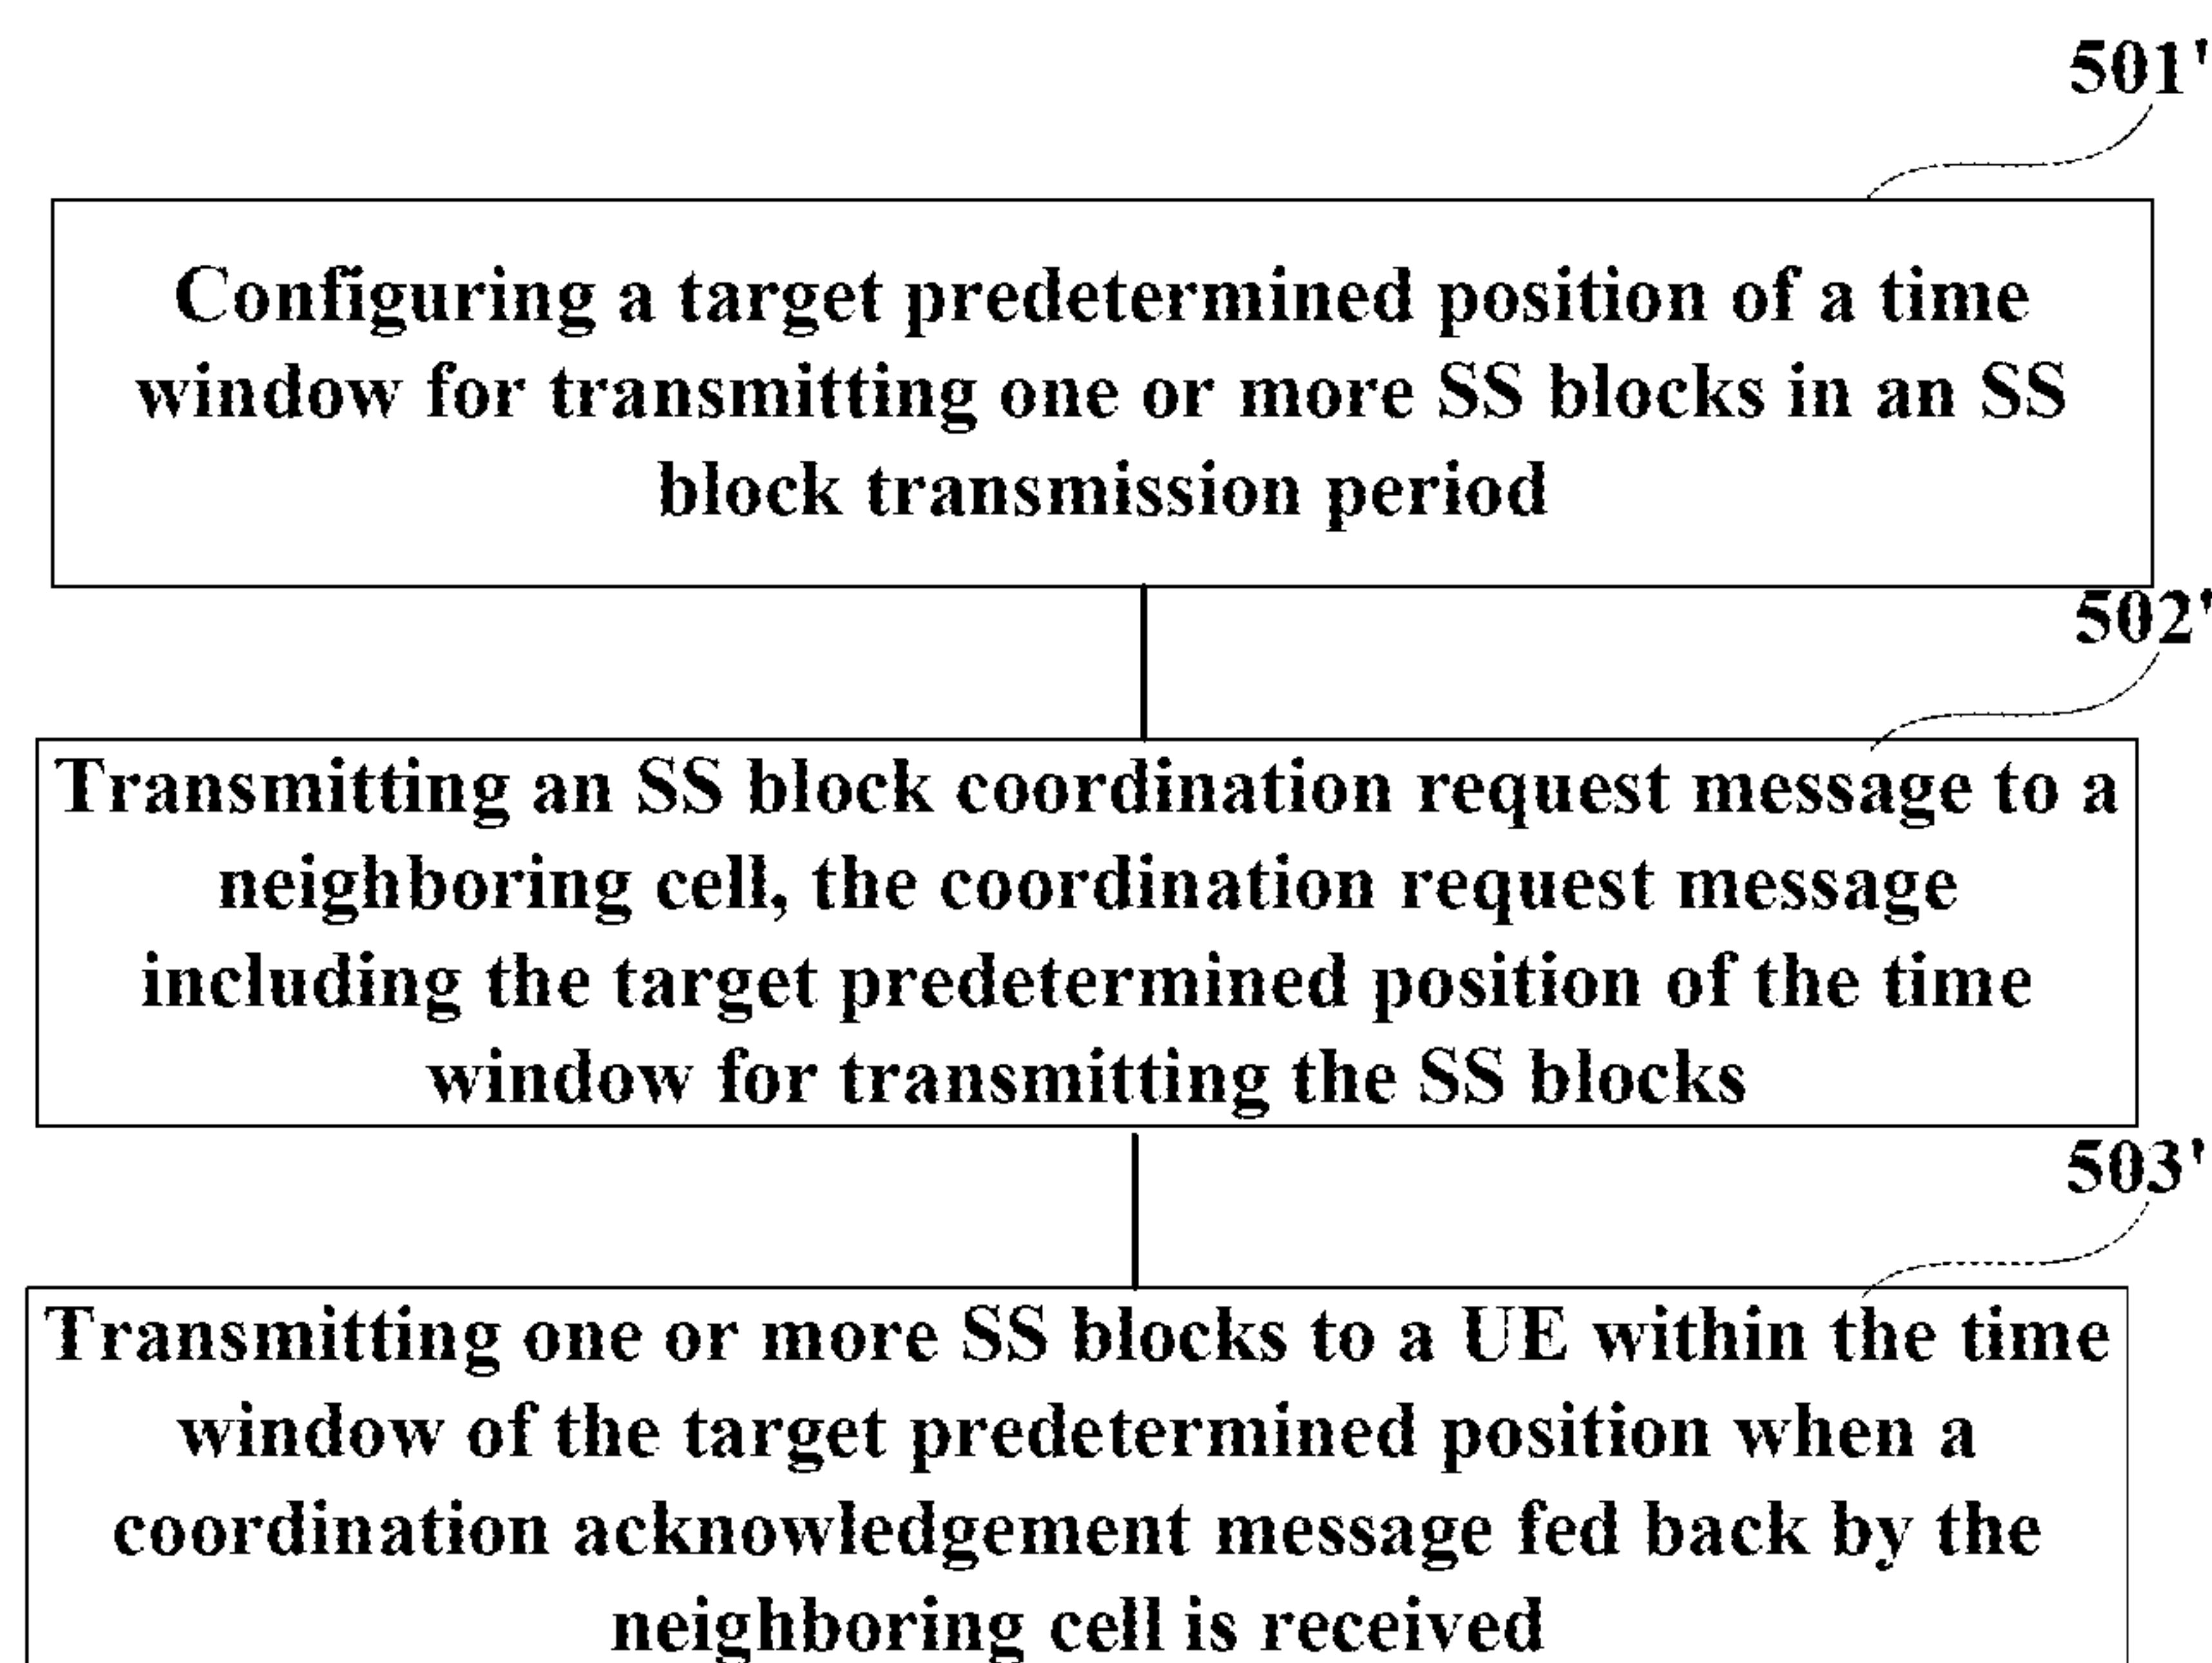 501'
Configuring a target predetermined position of a time
window for transmitting one or more SS blocks in an SS
block transmission period
502'
Transmitting an SS block coordination request message to a
neighboring cell, the coordination request message
including the target predetermined position of the time
window for transmitting the SS blocks
503'
Transmitting one or more SS blocks to a UE within the time
window of the target predetermined position when a
coordination acknowledgement message fed back by the
neighboring cell is received